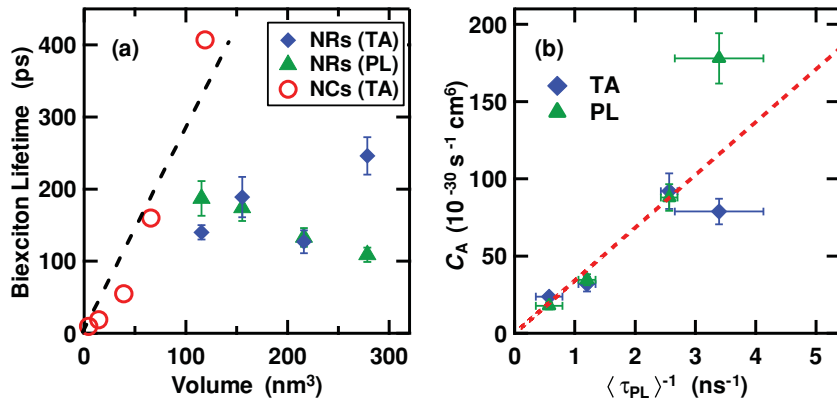 (a)
NRs (TA)
NRs (PL)
NCs (TA)
Biexciton Lifetime (ps)
400
300
200
100
0
0 100 200 300
Volume (nm³)
(b)
TA
PL
C_A (10⁻³⁰ s⁻¹ cm⁶)
200
150
100
50
0
0 1 2 3 4 5
⟨ τ_PL ⟩⁻¹ (ns⁻¹)